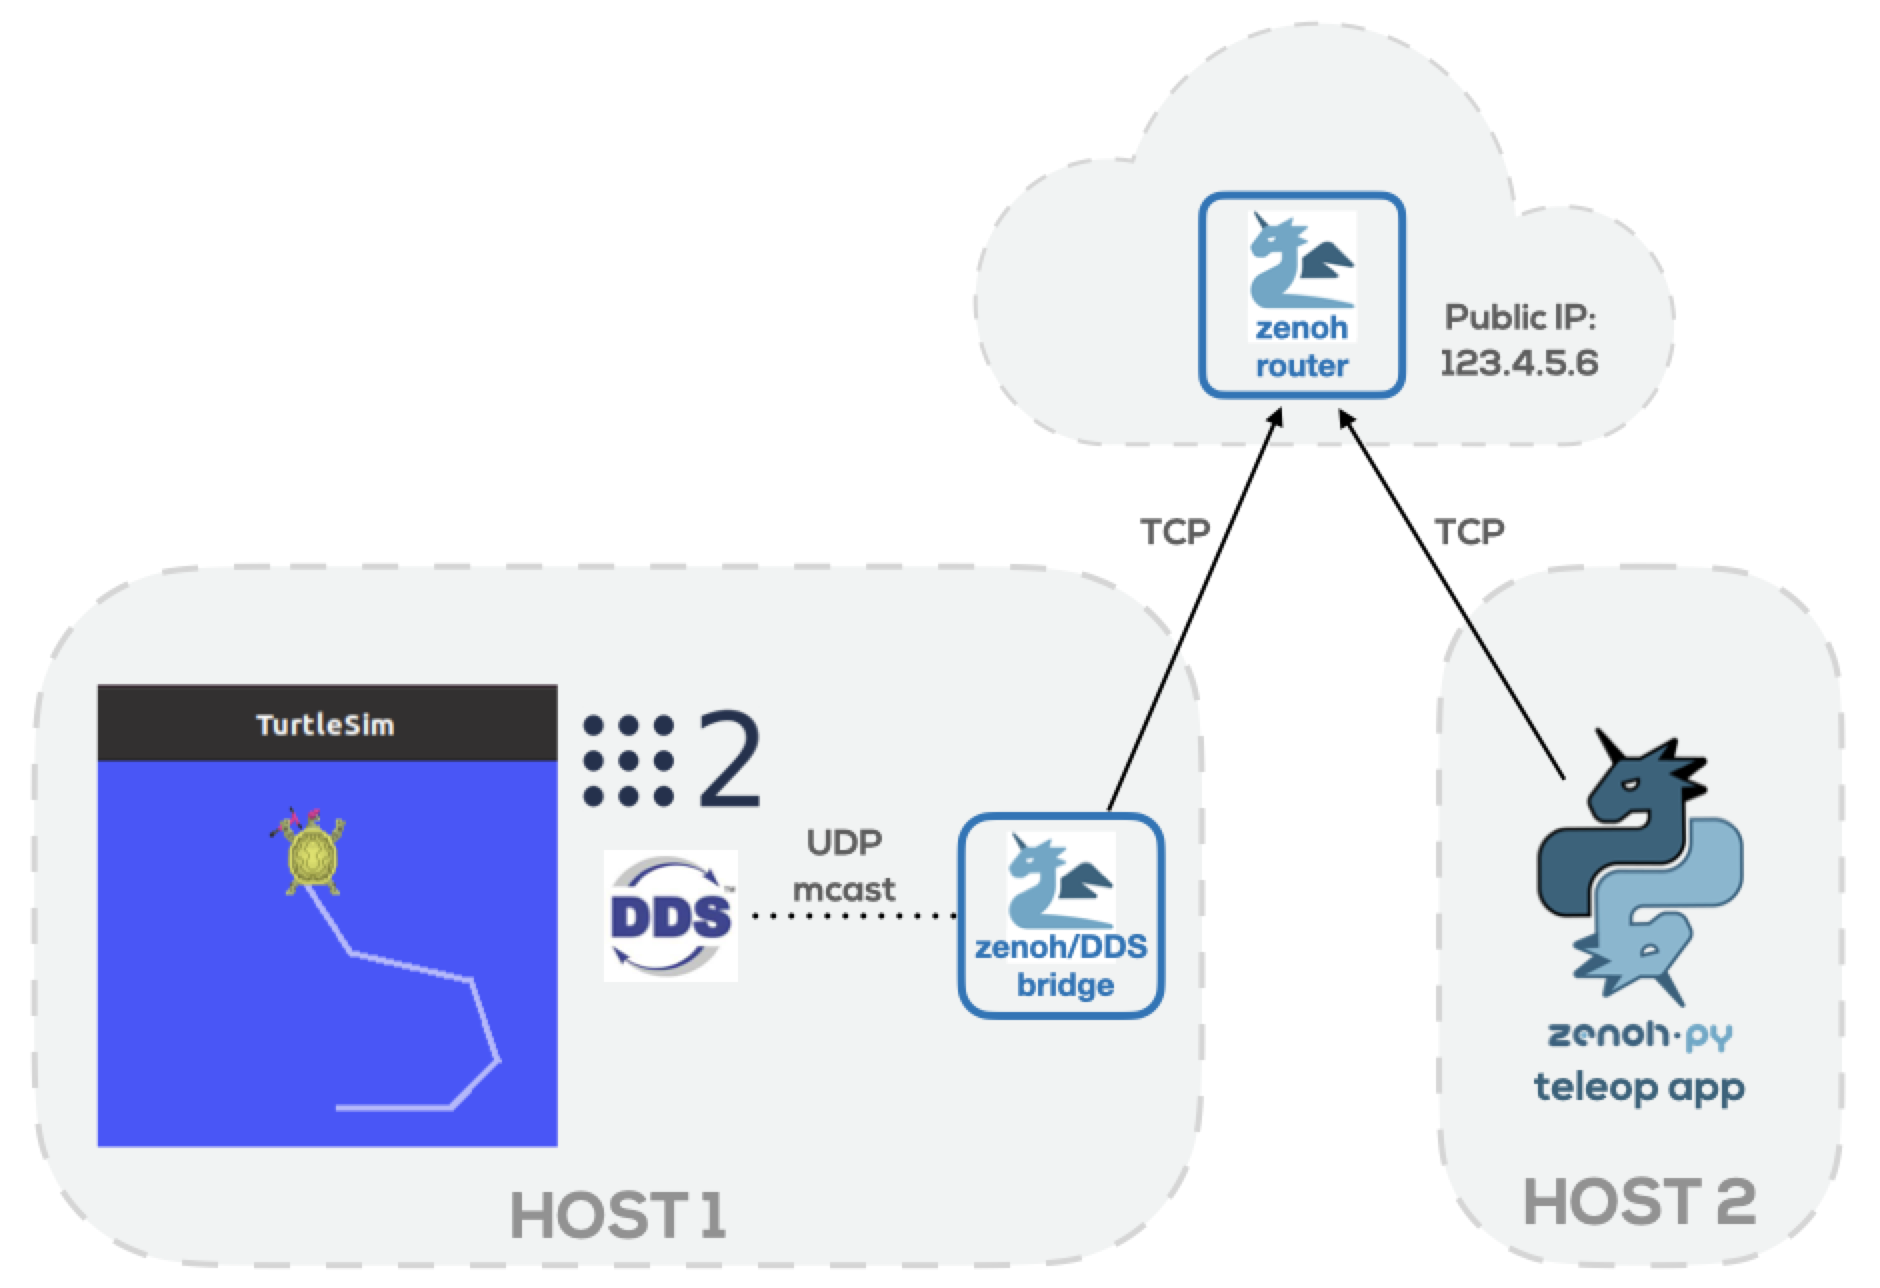 zenoh
router
Public IP:
123.4.5.6
TCP
TCP
TurtleSim
2
UDP
mcast
DDS™
zenoh/DDS
bridge
zenoh·py
teleop app
HOST 1
HOST 2